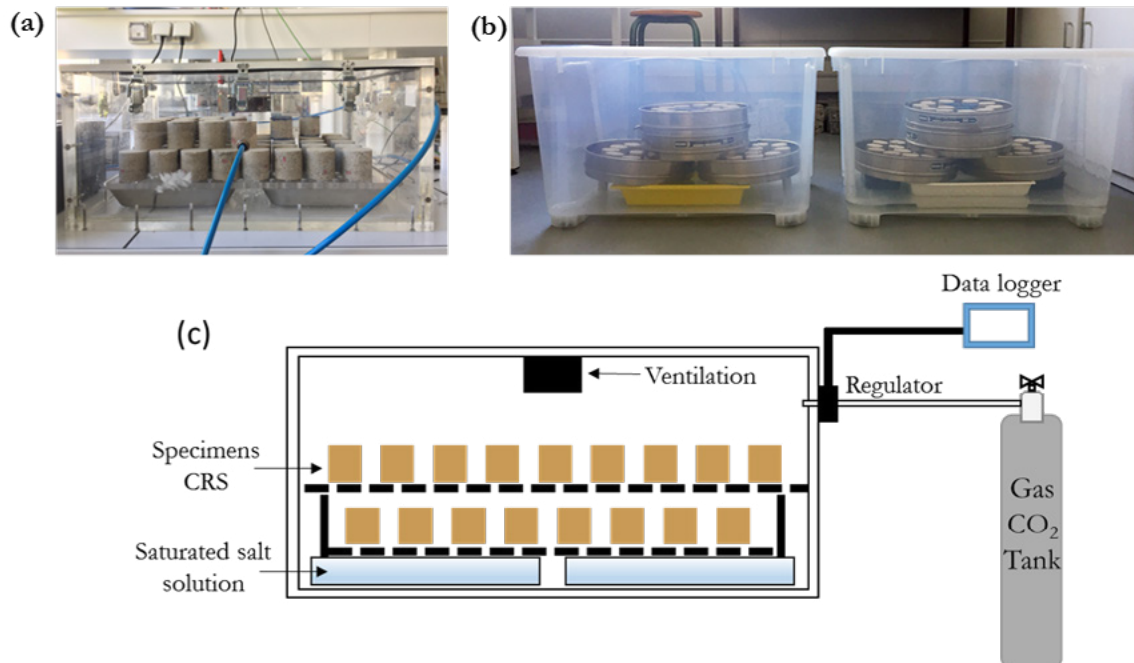 (a)
(b)
(c)
Data logger
Ventilation
Regulator
Specimens
CRS
Saturated salt
solution
Gas
CO₂
Tank